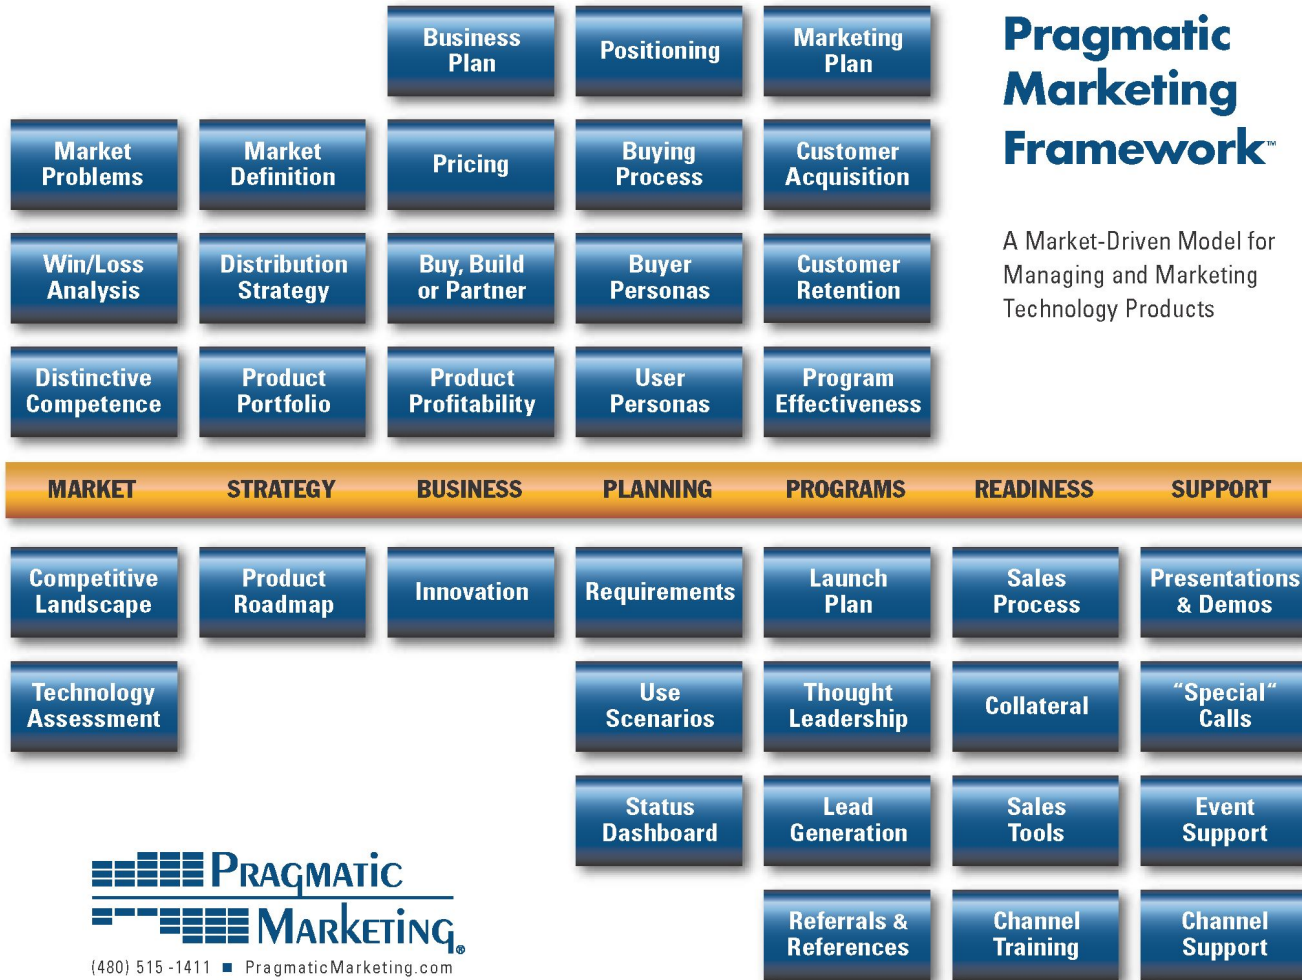 Business
Plan
Positioning
Marketing
Plan
Pragmatic
Marketing
Framework™
Market
Problems
Market
Definition
Pricing
Buying
Process
Customer
Acquisition
A Market-Driven Model for
Managing and Marketing
Technology Products
Win/Loss
Analysis
Distribution
Strategy
Buy, Build
or Partner
Buyer
Personas
Customer
Retention
Distinctive
Competence
Product
Portfolio
Product
Profitability
User
Personas
Program
Effectiveness
MARKET STRATEGY BUSINESS PLANNING PROGRAMS READINESS SUPPORT
Competitive
Landscape
Product
Roadmap
Innovation
Requirements
Launch
Plan
Sales
Process
Presentations
& Demos
Technology
Assessment
Use
Scenarios
Thought
Leadership
Collateral
“Special“
Calls
Status
Dashboard
Lead
Generation
Sales
Tools
Event
Support
Referrals &
References
Channel
Training
Channel
Support
PRAGMATIC
MARKETING®
(480) 515-1411 ■ PragmaticMarketing.com